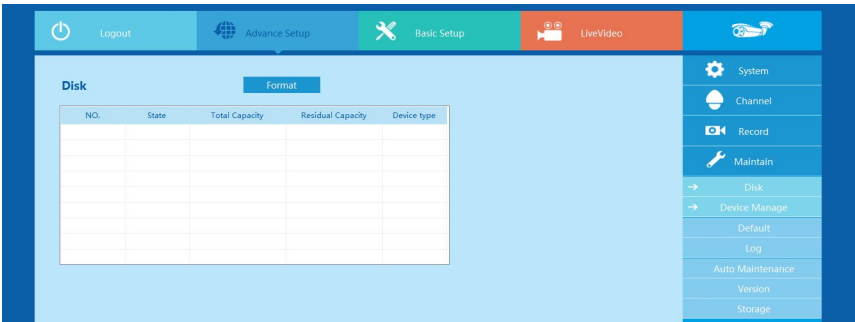 Logout
Advance Setup
Basic Setup
LiveVideo
Disk
Format
NO. State Total Capacity Residual Capacity Device type
System
Channel
Record
Maintain
Disk
Device Manage
Default
Log
Auto Maintenance
Version
Storage